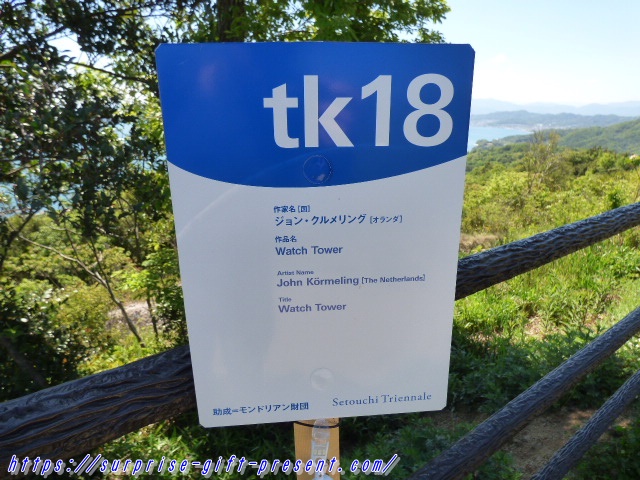 tk18
作家名[国]
ジョン・クルメリング[オランダ]
作品名
Watch Tower
Artist Name
John Körmeling [The Netherlands]
Title
Watch Tower
助成=モンドリアン財団
Setouchi Triennale
https://surprise-gift-present.com/